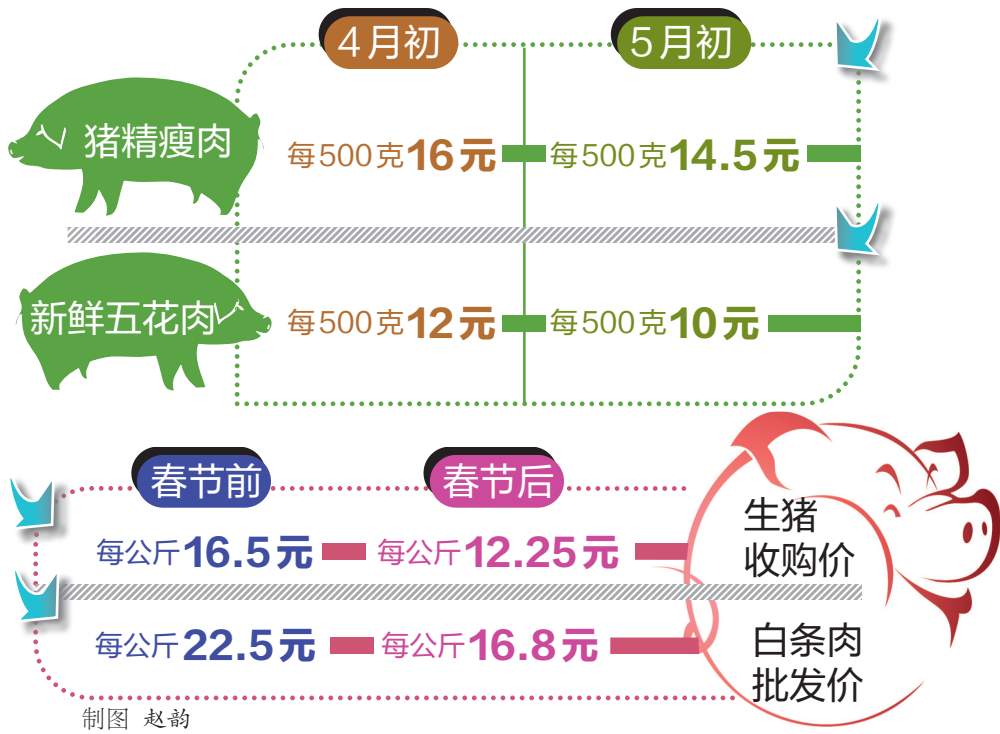 4月初
5月初
猪精瘦肉
每500克16元
每500克14.5元
新鲜五花肉
每500克12元
每500克10元
春节前
春节后
每公斤16.5元
每公斤12.25元
生猪
收购价
每公斤22.5元
每公斤16.8元
白条肉
批发价
制图 赵韵